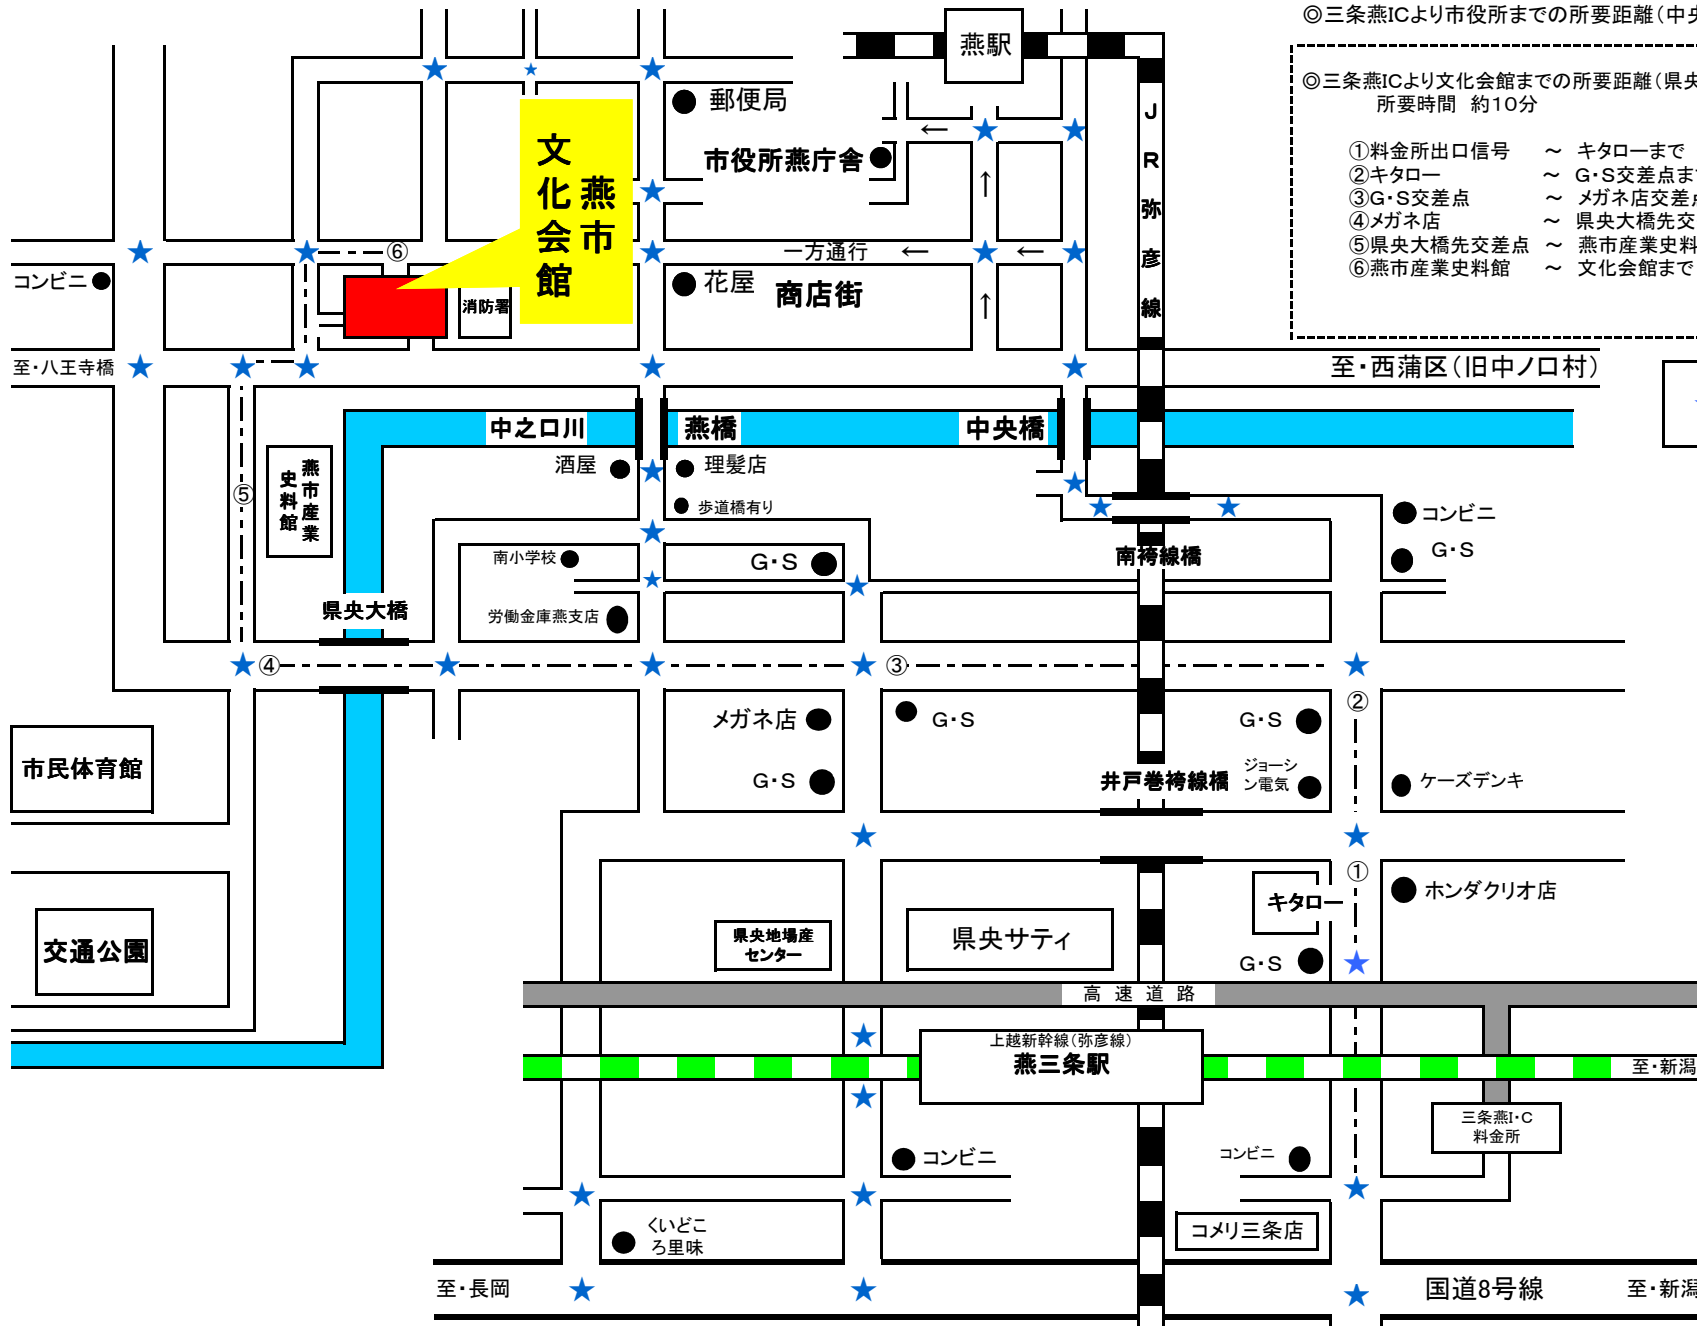 ◎三条燕ICより市役所までの所要距離(中央
◎三条燕ICより文化会館までの所要距離(県央
所要時間 約10分
①料金所出口信号 ～ キタローまで
②キタロー ～ G・S交差点まで
③G・S交差点 ～ メガネ店交差点
④メガネ店 ～ 県央大橋先交
⑤県央大橋先交差点 ～ 燕市産業史料
⑥燕市産業史料館 ～ 文化会館まで
燕駅
郵便局
市役所燕庁舎
←
↑
JR弥彦線
燕市
文化会館
⑥
一方通行 ← ←
コンビニ
花屋
商店街
↑
消防署
至・八王寺橋
至・西蒲区(旧中ノ口村)
中之口川
燕橋
中央橋
酒屋
理髪店
歩道橋有り
燕市産業
史料館
⑤
コンビニ
G・S
南小学校
G・S
南袴線橋
県央大橋
労働金庫燕支店
④
③
②
メガネ店
G・S
G・S
市民体育館
G・S
井戸巻袴線橋
ジョーシ
ン電気
ケーズデンキ
①
キタロー
ホンダクリオ店
交通公園
県央地場産
センター
県央サティ
G・S
高速道路
上越新幹線(弥彦線)
燕三条駅
至・新潟
三条燕I・C
料金所
コンビニ
コンビニ
くいどこ
ろ里味
コメリ三条店
至・長岡
国道8号線
至・新潟